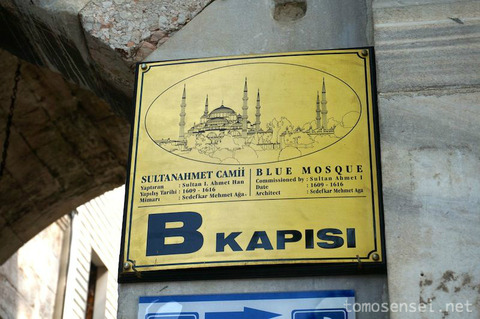 SULTANAHMET CAMİİ | BLUE MOSQUE
Yaptıran : Sultan I. Ahmet Han
Yapılış Tarihi : 1609 - 1616
Mimarı : Sedefkar Mehmet Ağa
Commissioned by : Sultan Ahmet I
Date : 1609 - 1616
Architect : Sedefkar Mehmet Aga
B KAPISI
tomosenset.net